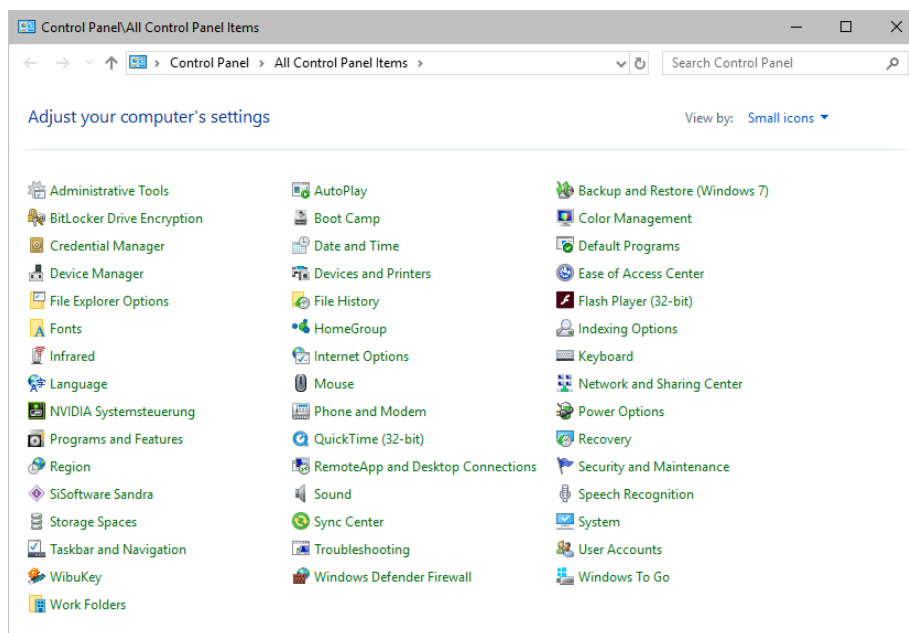 Control Panel\All Control Panel Items
Control Panel > All Control Panel Items >
Search Control Panel
Adjust your computer's settings
View by: Small icons
Administrative Tools AutoPlay Backup and Restore (Windows 7)
BitLocker Drive Encryption Boot Camp Color Management
Credential Manager Date and Time Default Programs
Device Manager Devices and Printers Ease of Access Center
File Explorer Options File History Flash Player (32-bit)
Fonts HomeGroup Indexing Options
Infrared Internet Options Keyboard
Language Mouse Network and Sharing Center
NVIDIA Systemsteuerung Phone and Modem Power Options
Programs and Features QuickTime (32-bit) Recovery
Region RemoteApp and Desktop Connections Security and Maintenance
SiSoftware Sandra Sound Speech Recognition
Storage Spaces Sync Center System
Taskbar and Navigation Troubleshooting User Accounts
WibuKey Windows Defender Firewall Windows To Go
Work Folders